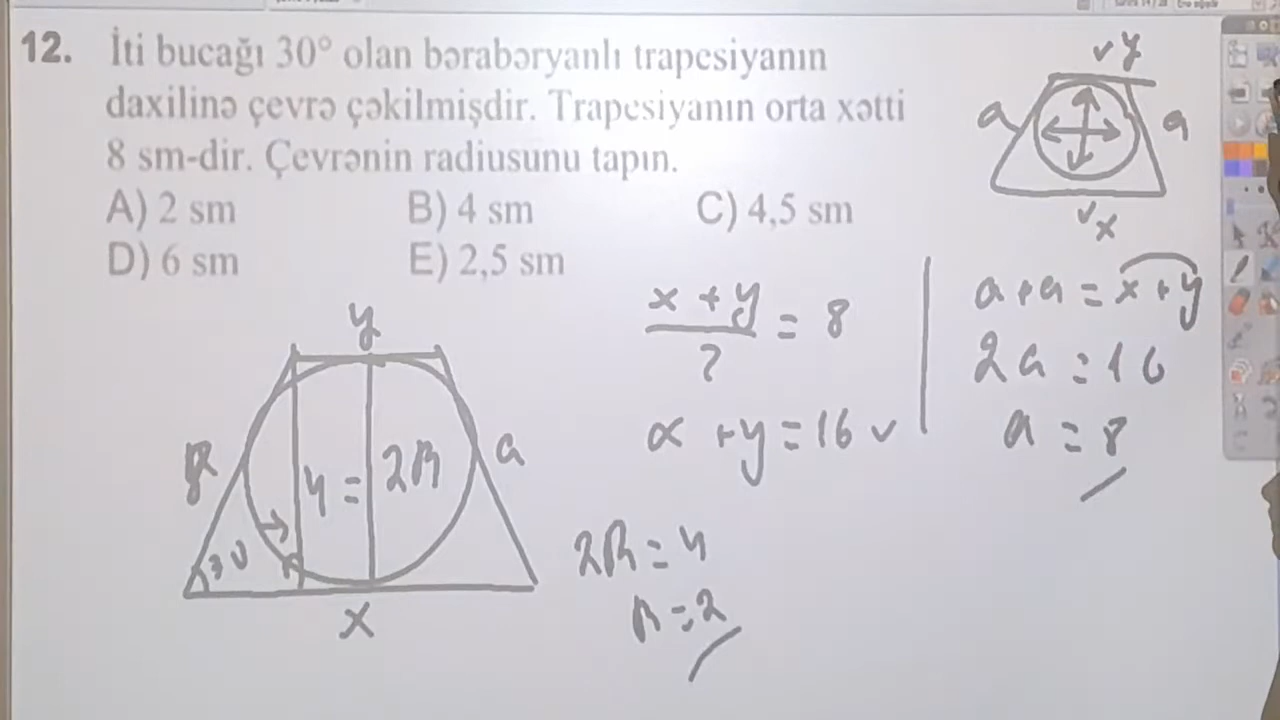 12. İti bucağı 30° olan bərabəryanlı trapesiyanın
daxilinə çevrə çəkilmişdir. Trapesiyanın orta xətti
8 sm-dir. Çevrənin radiusunu tapın.
A) 2 sm B) 4 sm C) 4,5 sm
D) 6 sm E) 2,5 sm
y
a a
x
x + y
2
= 8
x + y = 16
a + a = x + y
2a = 16
a = 8
y
4 = 2R
a
30
x
2R = 4
R = 2